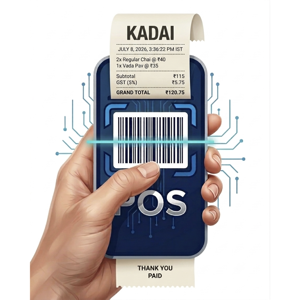 KADAI
JULY 8, 2026, 3:36:22 PM IST
2x Regular Chai @ ₹40
1x Vada Pav @ ₹35
Subtotal ₹115
GST (5%) ₹5.75
GRAND TOTAL ₹120.75
POS
THANK YOU
PAID